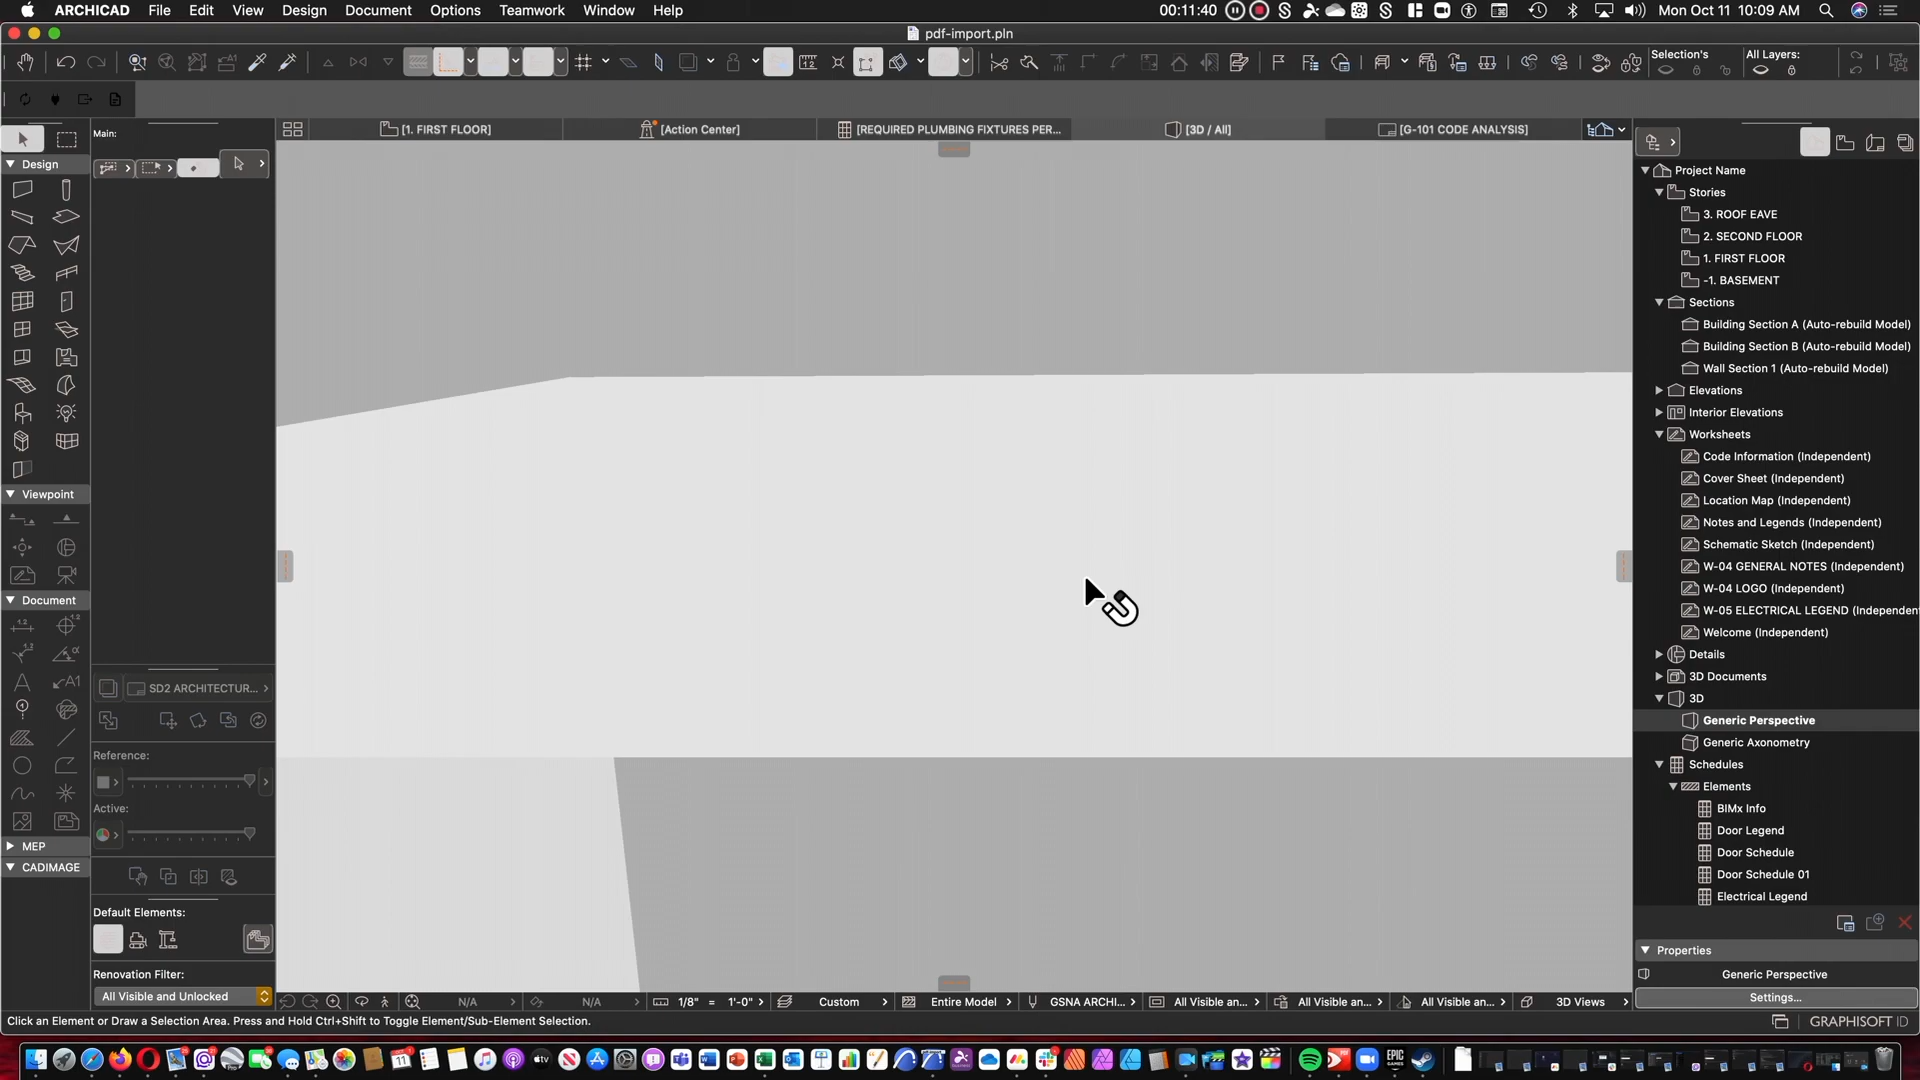 ARCHICAD File Edit View Design Document Options Teamwork Window Help 00:11:40 Mon Oct 11 10:09 AM
pdf-import.pln
Selection's All Layers:
[1. FIRST FLOOR] [Action Center] [REQUIRED PLUMBING FIXTURES PER... [3D / All] [G-101 CODE ANALYSIS]
Main:
Design
Viewpoint
Document
MEP
CADIMAGE
SD2 ARCHITECTUR...
Reference:
Active:
Default Elements:
Renovation Filter:
All Visible and Unlocked
Project Name
Stories
3. ROOF EAVE
2. SECOND FLOOR
1. FIRST FLOOR
-1. BASEMENT
Sections
Building Section A (Auto-rebuild Model)
Building Section B (Auto-rebuild Model)
Wall Section 1 (Auto-rebuild Model)
Elevations
Interior Elevations
Worksheets
Code Information (Independent)
Cover Sheet (Independent)
Location Map (Independent)
Notes and Legends (Independent)
Schematic Sketch (Independent)
W-04 GENERAL NOTES (Independent)
W-04 LOGO (Independent)
W-05 ELECTRICAL LEGEND (Independent
Welcome (Independent)
Details
3D Documents
3D
Generic Perspective
Generic Axonometry
Schedules
Elements
BIMx Info
Door Legend
Door Schedule
Door Schedule 01
Electrical Legend
Properties
Generic Perspective
Settings...
N/A N/A 1/8" = 1'-0" Custom Entire Model GSNA ARCHI... All Visible an... All Visible an... All Visible an... 3D Views
Click an Element or Draw a Selection Area. Press and Hold Ctrl+Shift to Toggle Element/Sub-Element Selection.
GRAPHISOFT ID